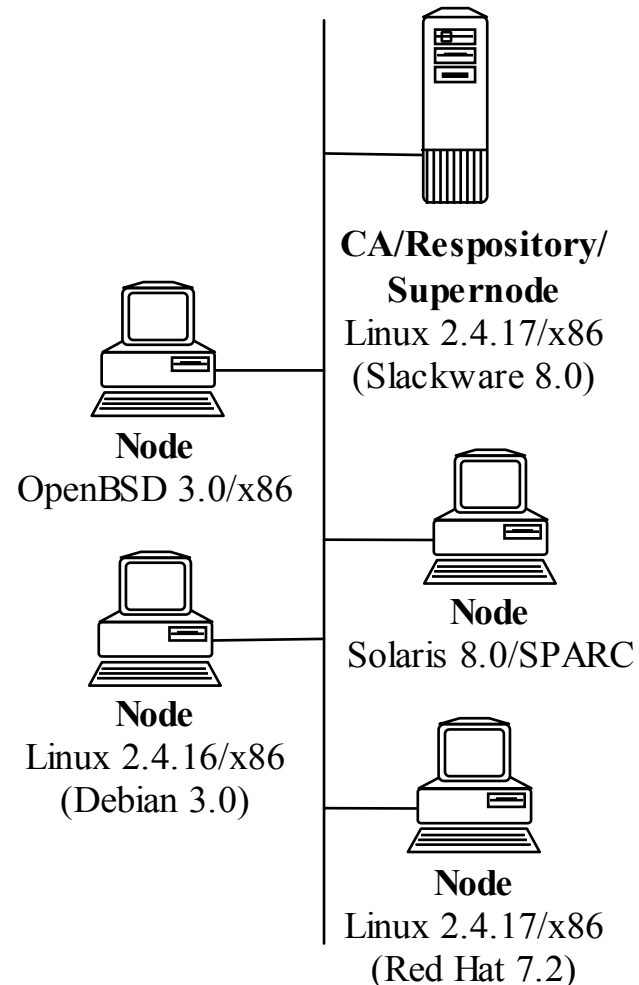 CA/Respository/
Supernode
Linux 2.4.17/x86
(Slackware 8.0)
Node
OpenBSD 3.0/x86
Node
Solaris 8.0/SPARC
Node
Linux 2.4.16/x86
(Debian 3.0)
Node
Linux 2.4.17/x86
(Red Hat 7.2)